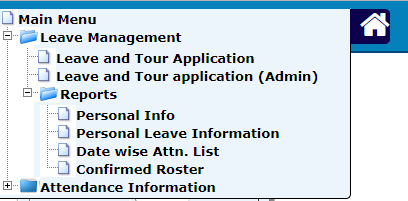 Main Menu
Leave Management
Leave and Tour Application
Leave and Tour application (Admin)
Reports
Personal Info
Personal Leave Information
Date wise Attn. List
Confirmed Roster
Attendance Information